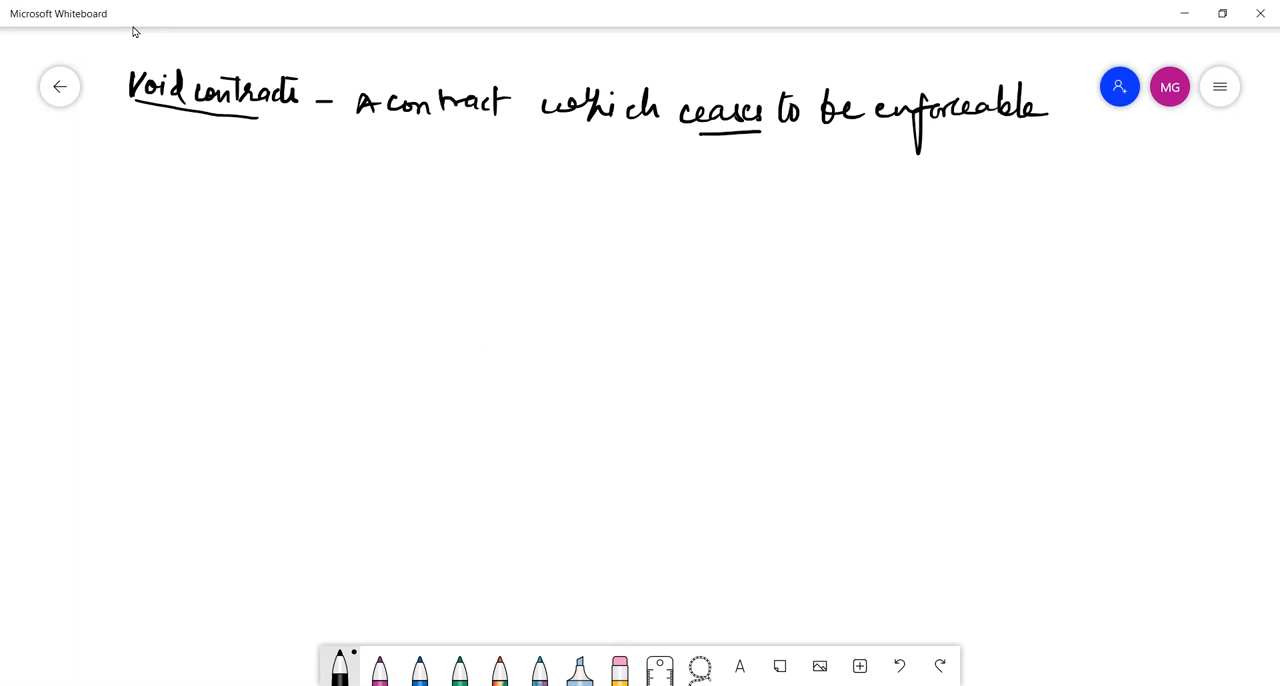 Microsoft Whiteboard
Void contracts - A contract which ceases to be enforceable
MG
A